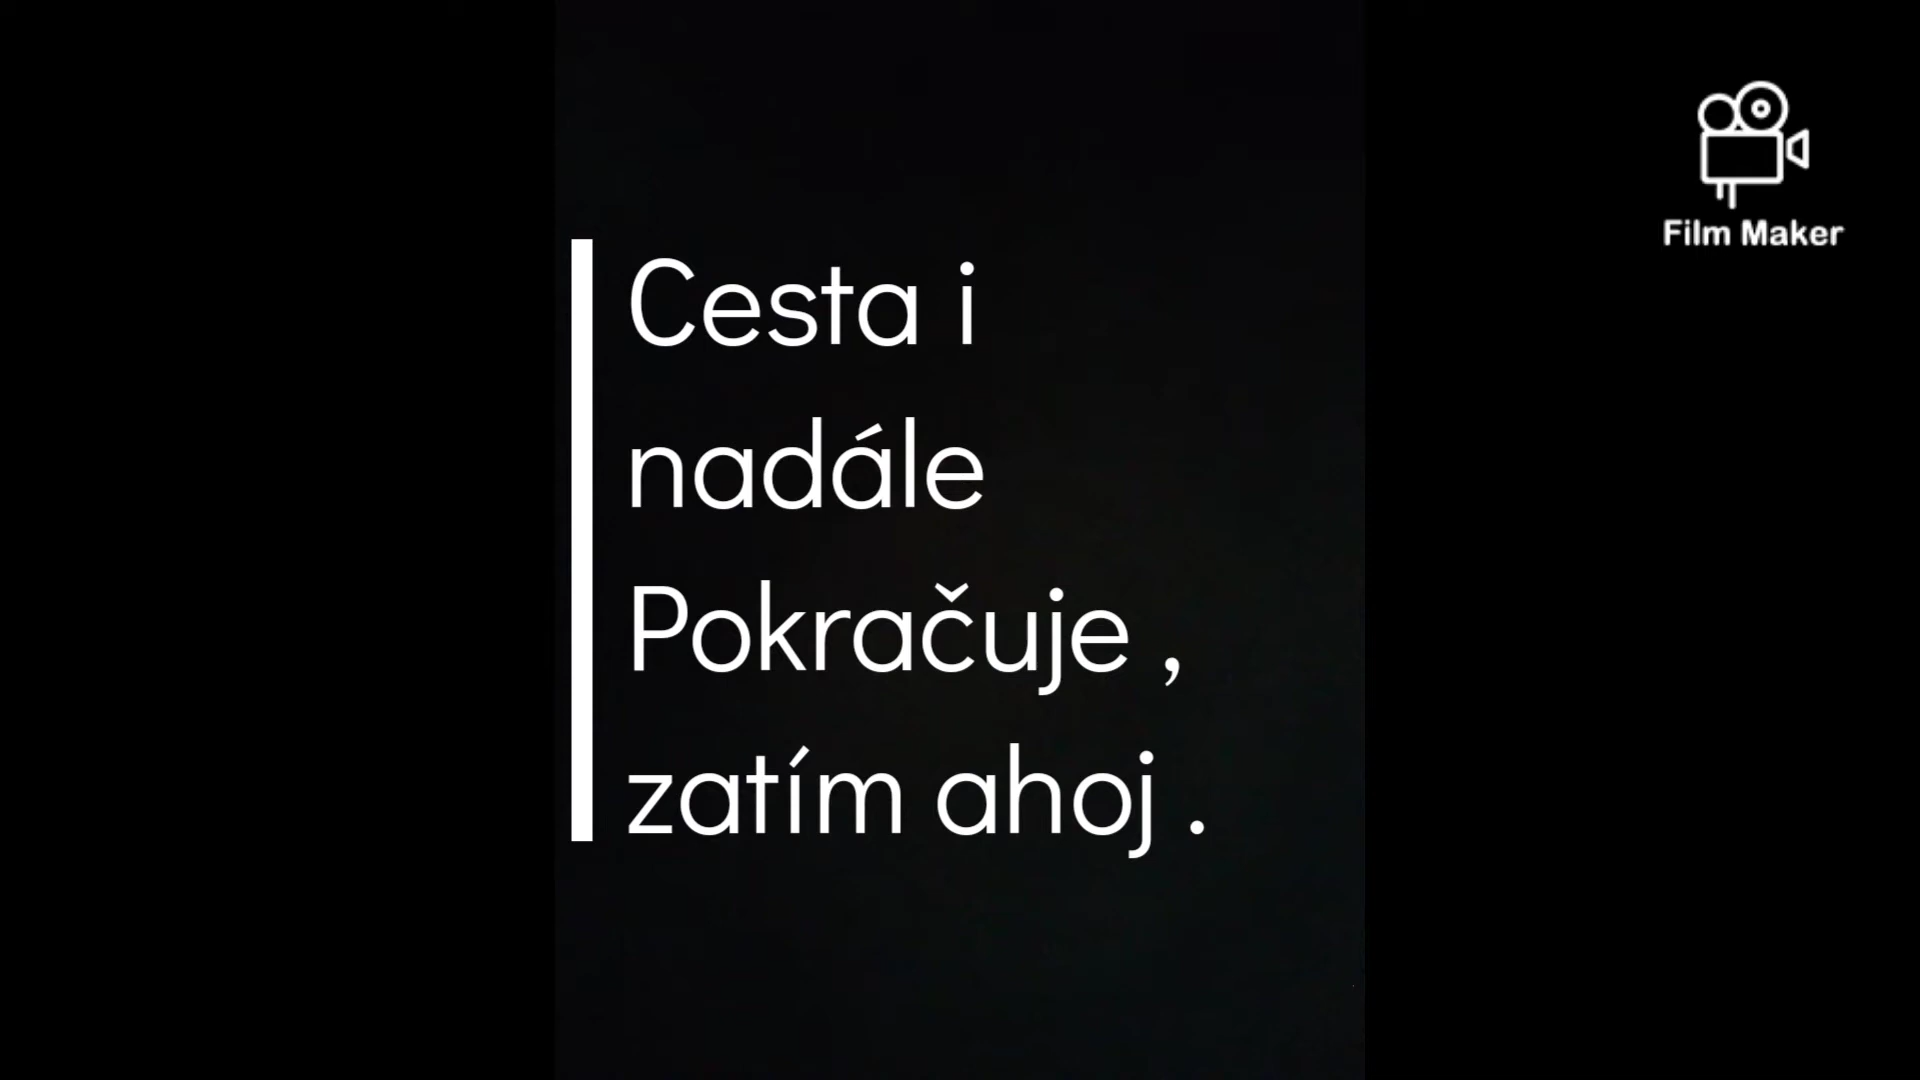 Film Maker
Cesta i
nadále
Pokračuje ,
zatím ahoj .